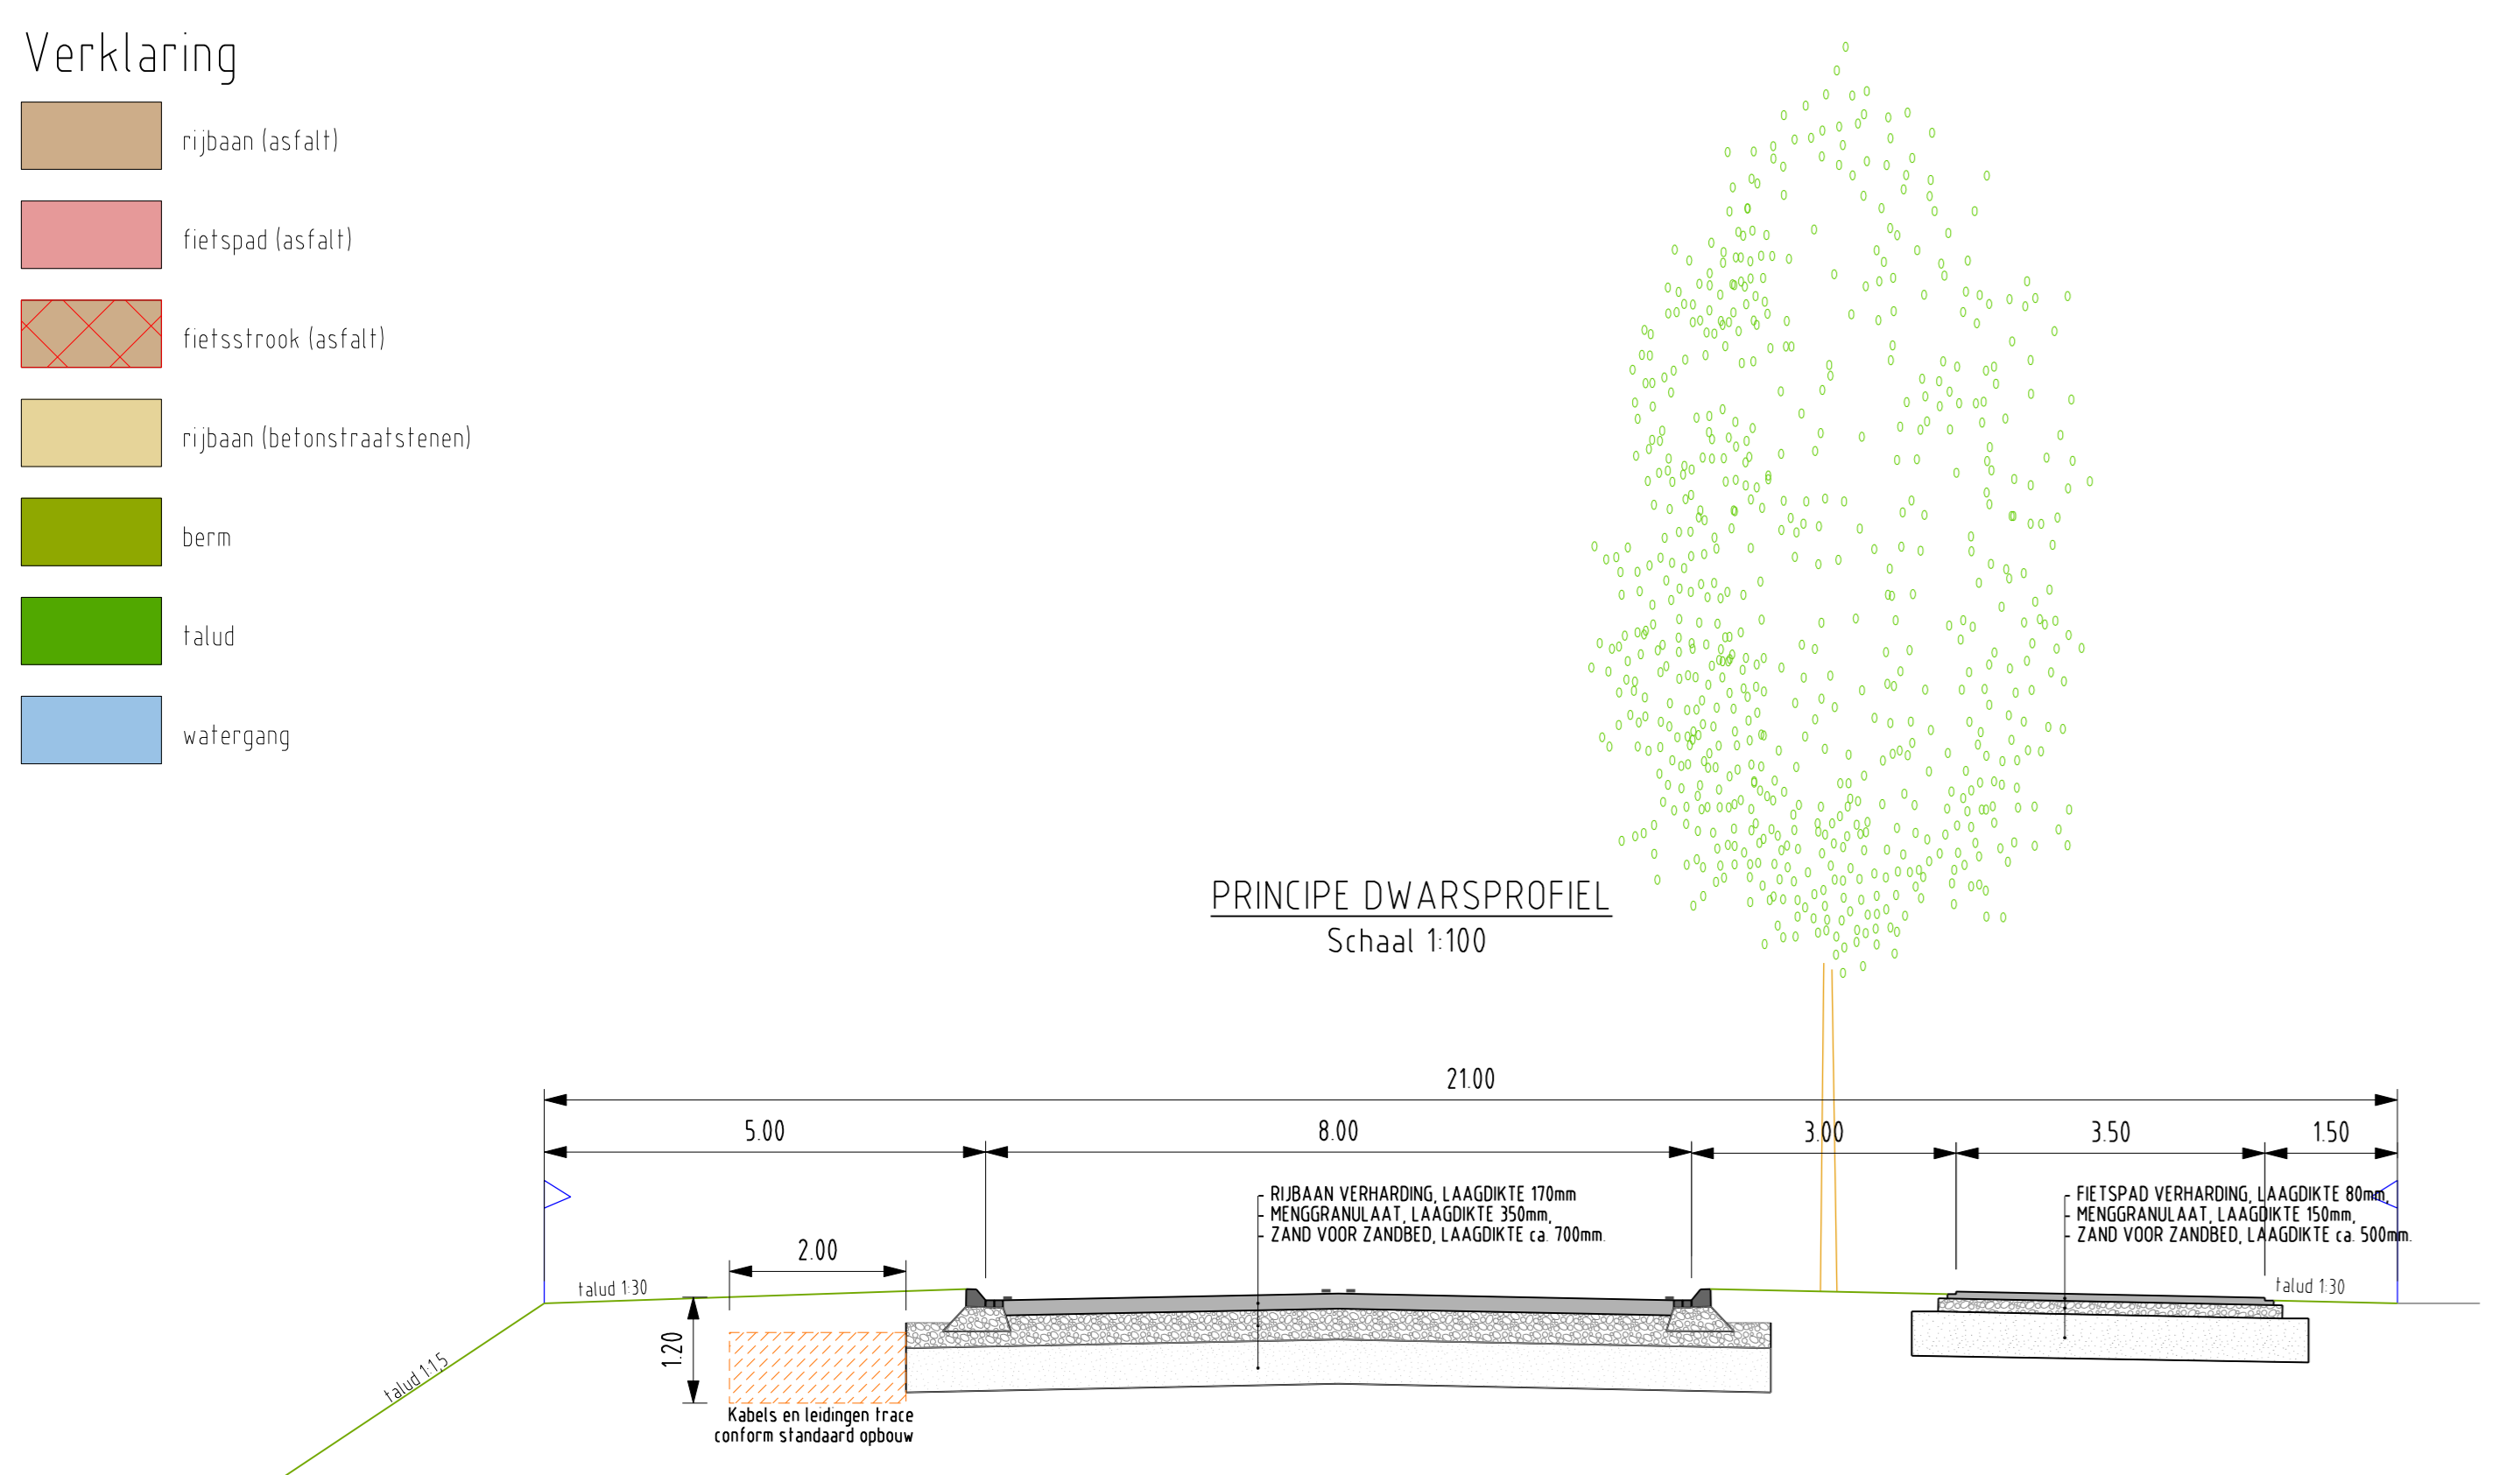 Verklaring
rijbaan (asfalt)
fietspad (asfalt)
fietsstrook (asfalt)
rijbaan (betonstraatstenen)
berm
talud
watergang
PRINCIPE DWARSPROFIEL
Schaal 1:100
21.00
5.00
8.00
3.00
3.50
1.50
RIJBAAN VERHARDING, LAAGDIKTE 170mm
MENGGRANULAAT, LAAGDIKTE 350mm,
ZAND VOOR ZANDBED, LAAGDIKTE ca. 700mm.
FIETSPAD VERHARDING, LAAGDIKTE 80mm,
MENGGRANULAAT, LAAGDIKTE 150mm,
ZAND VOOR ZANDBED, LAAGDIKTE ca. 500mm.
2.00
talud 1:30
talud 1:30
1.20
talud 1:1,5
Kabels en leidingen trace
conform standaard opbouw